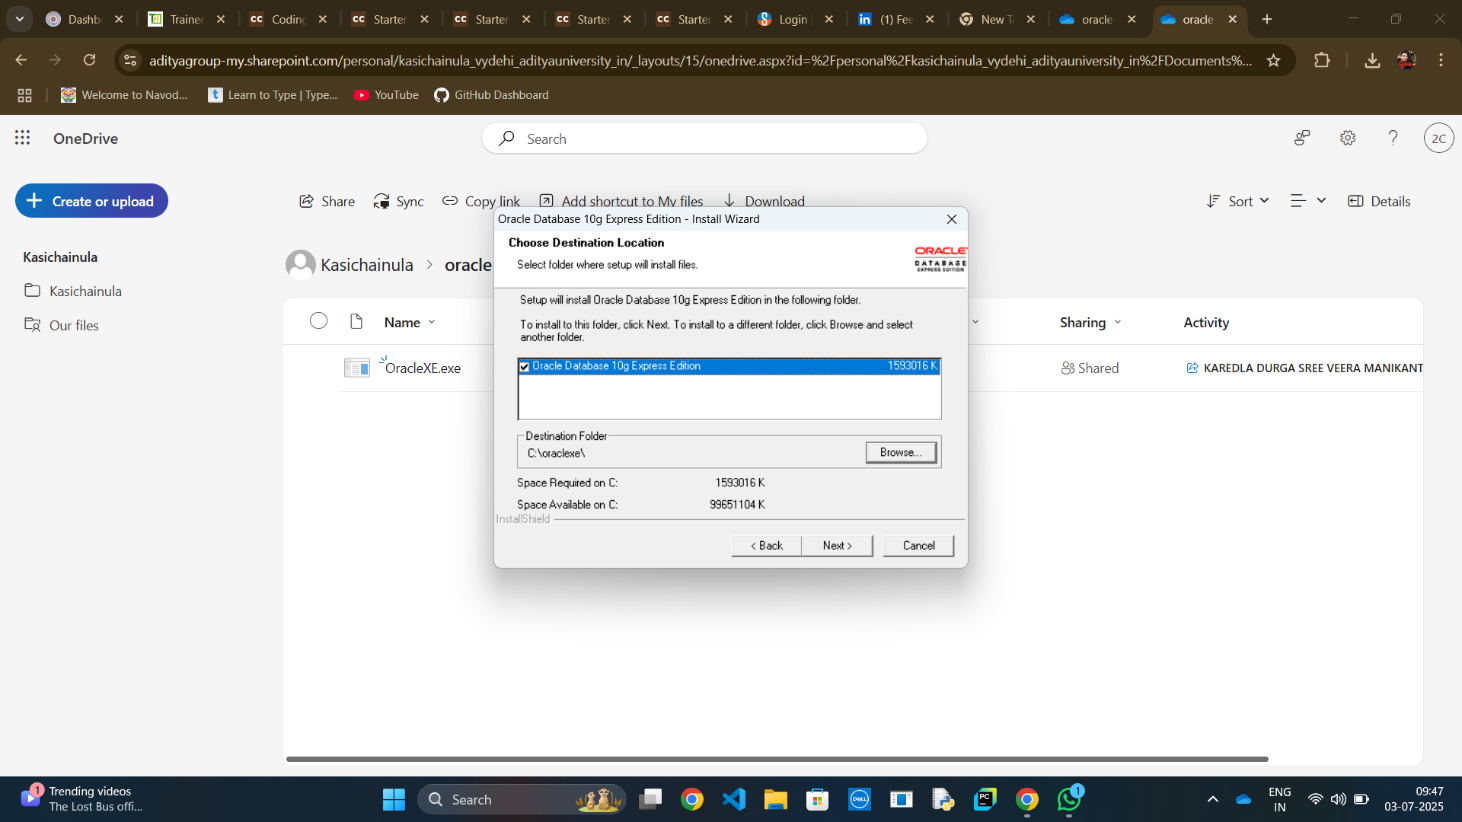 Dashb
Trainee
Coding
Starter
Starter
Starter
Starter
Login
(1) Fee
New Ta
oracle
oracle
adityagroup-my.sharepoint.com/personal/kasichainula_vydehi_adityauniversity_in/_layouts/15/onedrive.aspx?id=%2Fpersonal%2Fkasichainula_vydehi_adityauniversity_in%2FDocuments%...
Welcome to Navod...
Learn to Type | Type...
YouTube
GitHub Dashboard
OneDrive
Search
2C
Create or upload
Share
Sync
Copy link
Add shortcut to My files
Download
Sort
Details
Kasichainula
Kasichainula
Our files
Kasichainula > oracle
Name
Sharing
Activity
OracleXE.exe
Shared
KAREDLA DURGA SREE VEERA MANIKANT
Oracle Database 10g Express Edition - Install Wizard
Choose Destination Location
Select folder where setup will install files.
ORACLE
DATABASE
EXPRESS EDITION
Setup will install Oracle Database 10g Express Edition in the following folder.
To install to this folder, click Next. To install to a different folder, click Browse and select
another folder.
Oracle Database 10g Express Edition 1593016 K
Destination Folder
C:\oraclexe\
Browse...
Space Required on C: 1593016 K
Space Available on C: 99651104 K
InstallShield
< Back
Next >
Cancel
1
Trending videos
The Lost Bus offi...
Search
DELL
PC
1
ENG
IN
09:47
03-07-2025